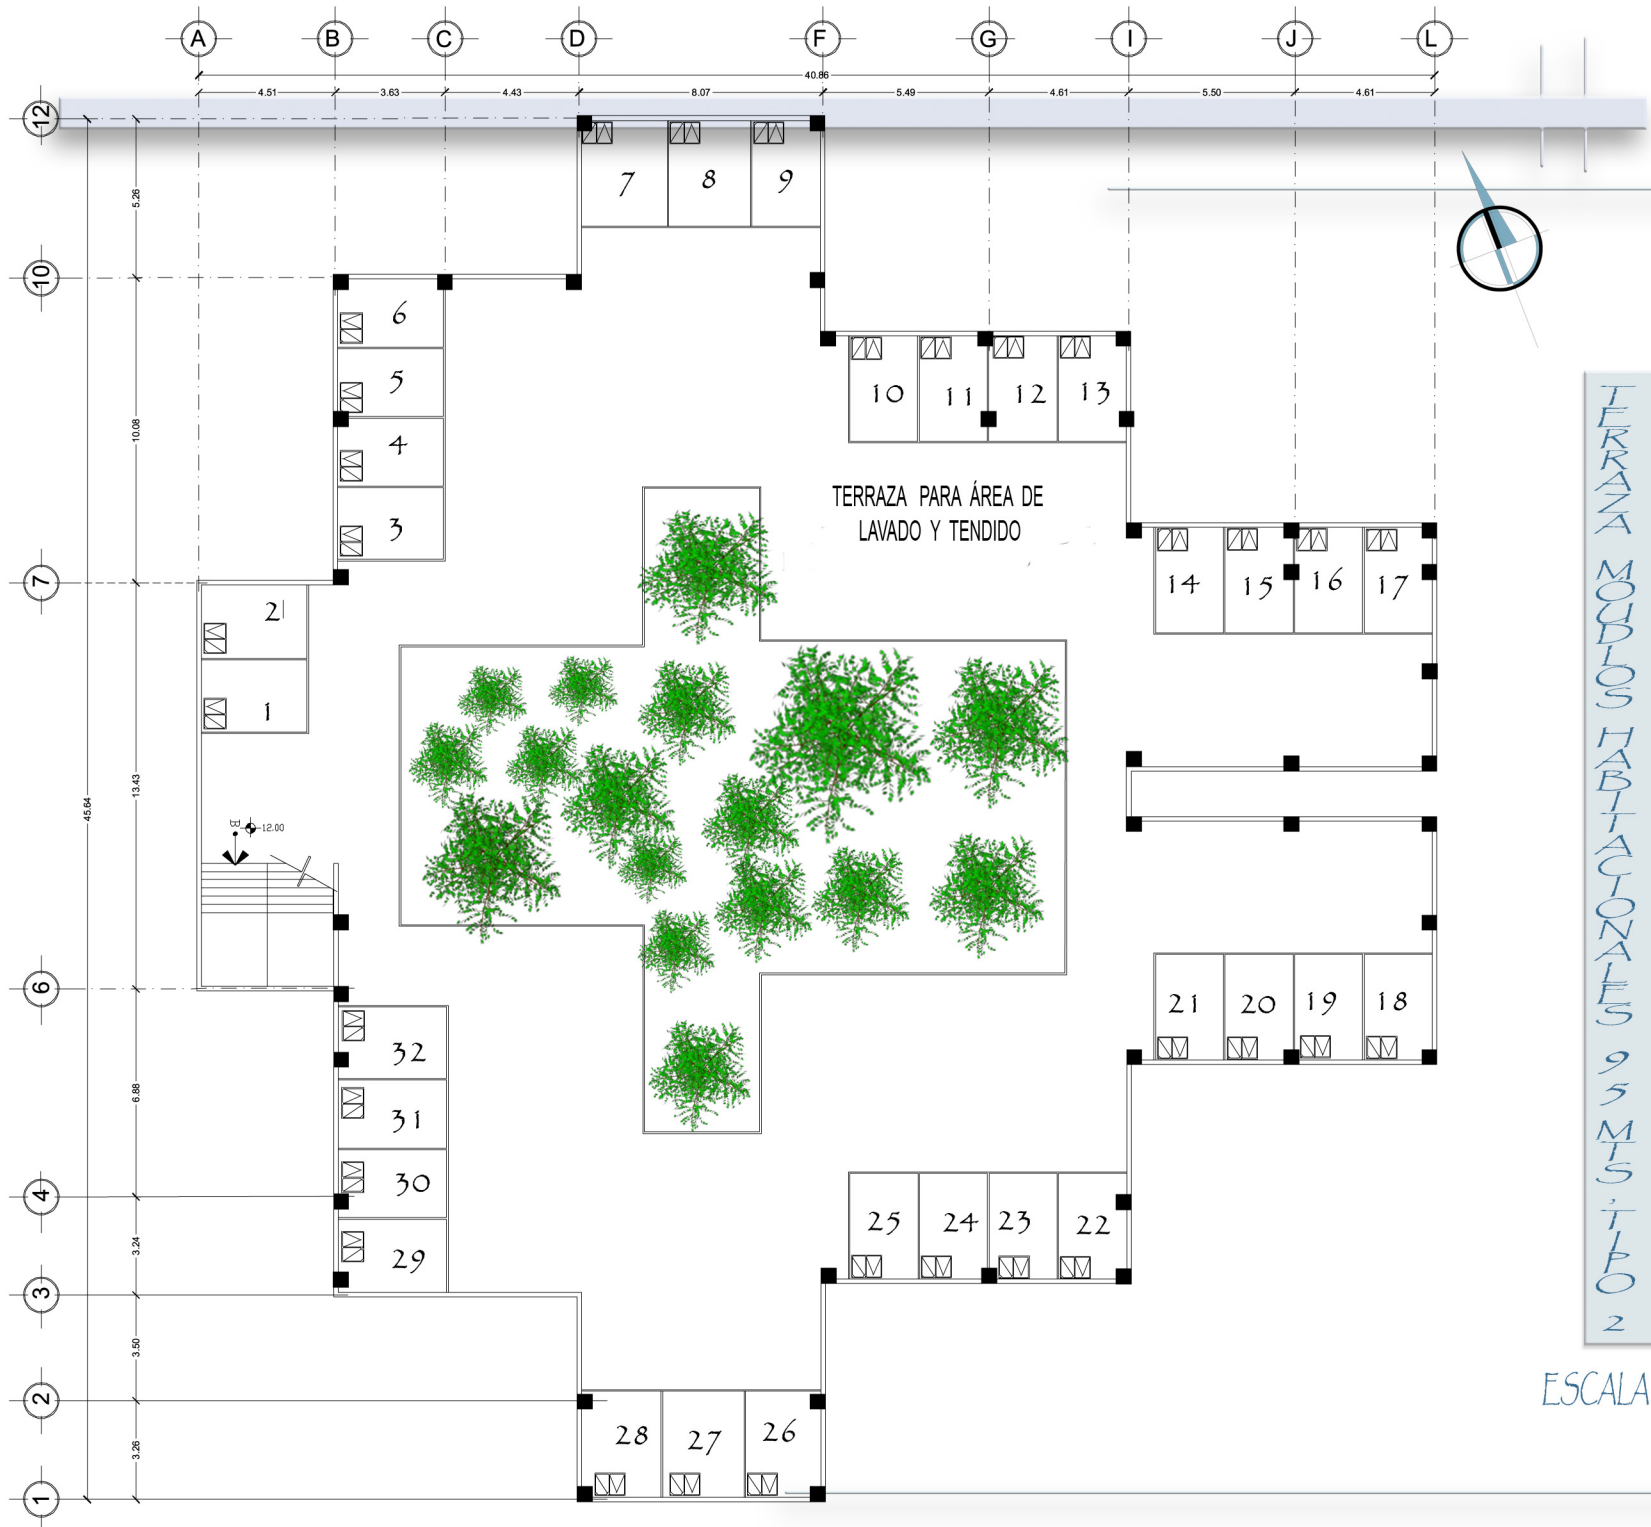 A B C D F G I J L
40.86
4.51 3.63 4.43 8.07 5.49 4.61 5.50 4.61
12
10
7
6
4
3
2
1
5.26
10.08
13.43
6.88
3.24
3.50
3.26
45.64
7 8 9
6
5
4
3
2
1
10 11 12 13
TERRAZA PARA ÁREA DE
LAVADO Y TENDIDO
14 15 16 17
B
-12.00
21 20 19 18
32
31
30
29
25 24 23 22
28 27 26
TERRAZA MÓUDLOS HABITACIONALES 95 MTS, TIPO 2
ESCALA